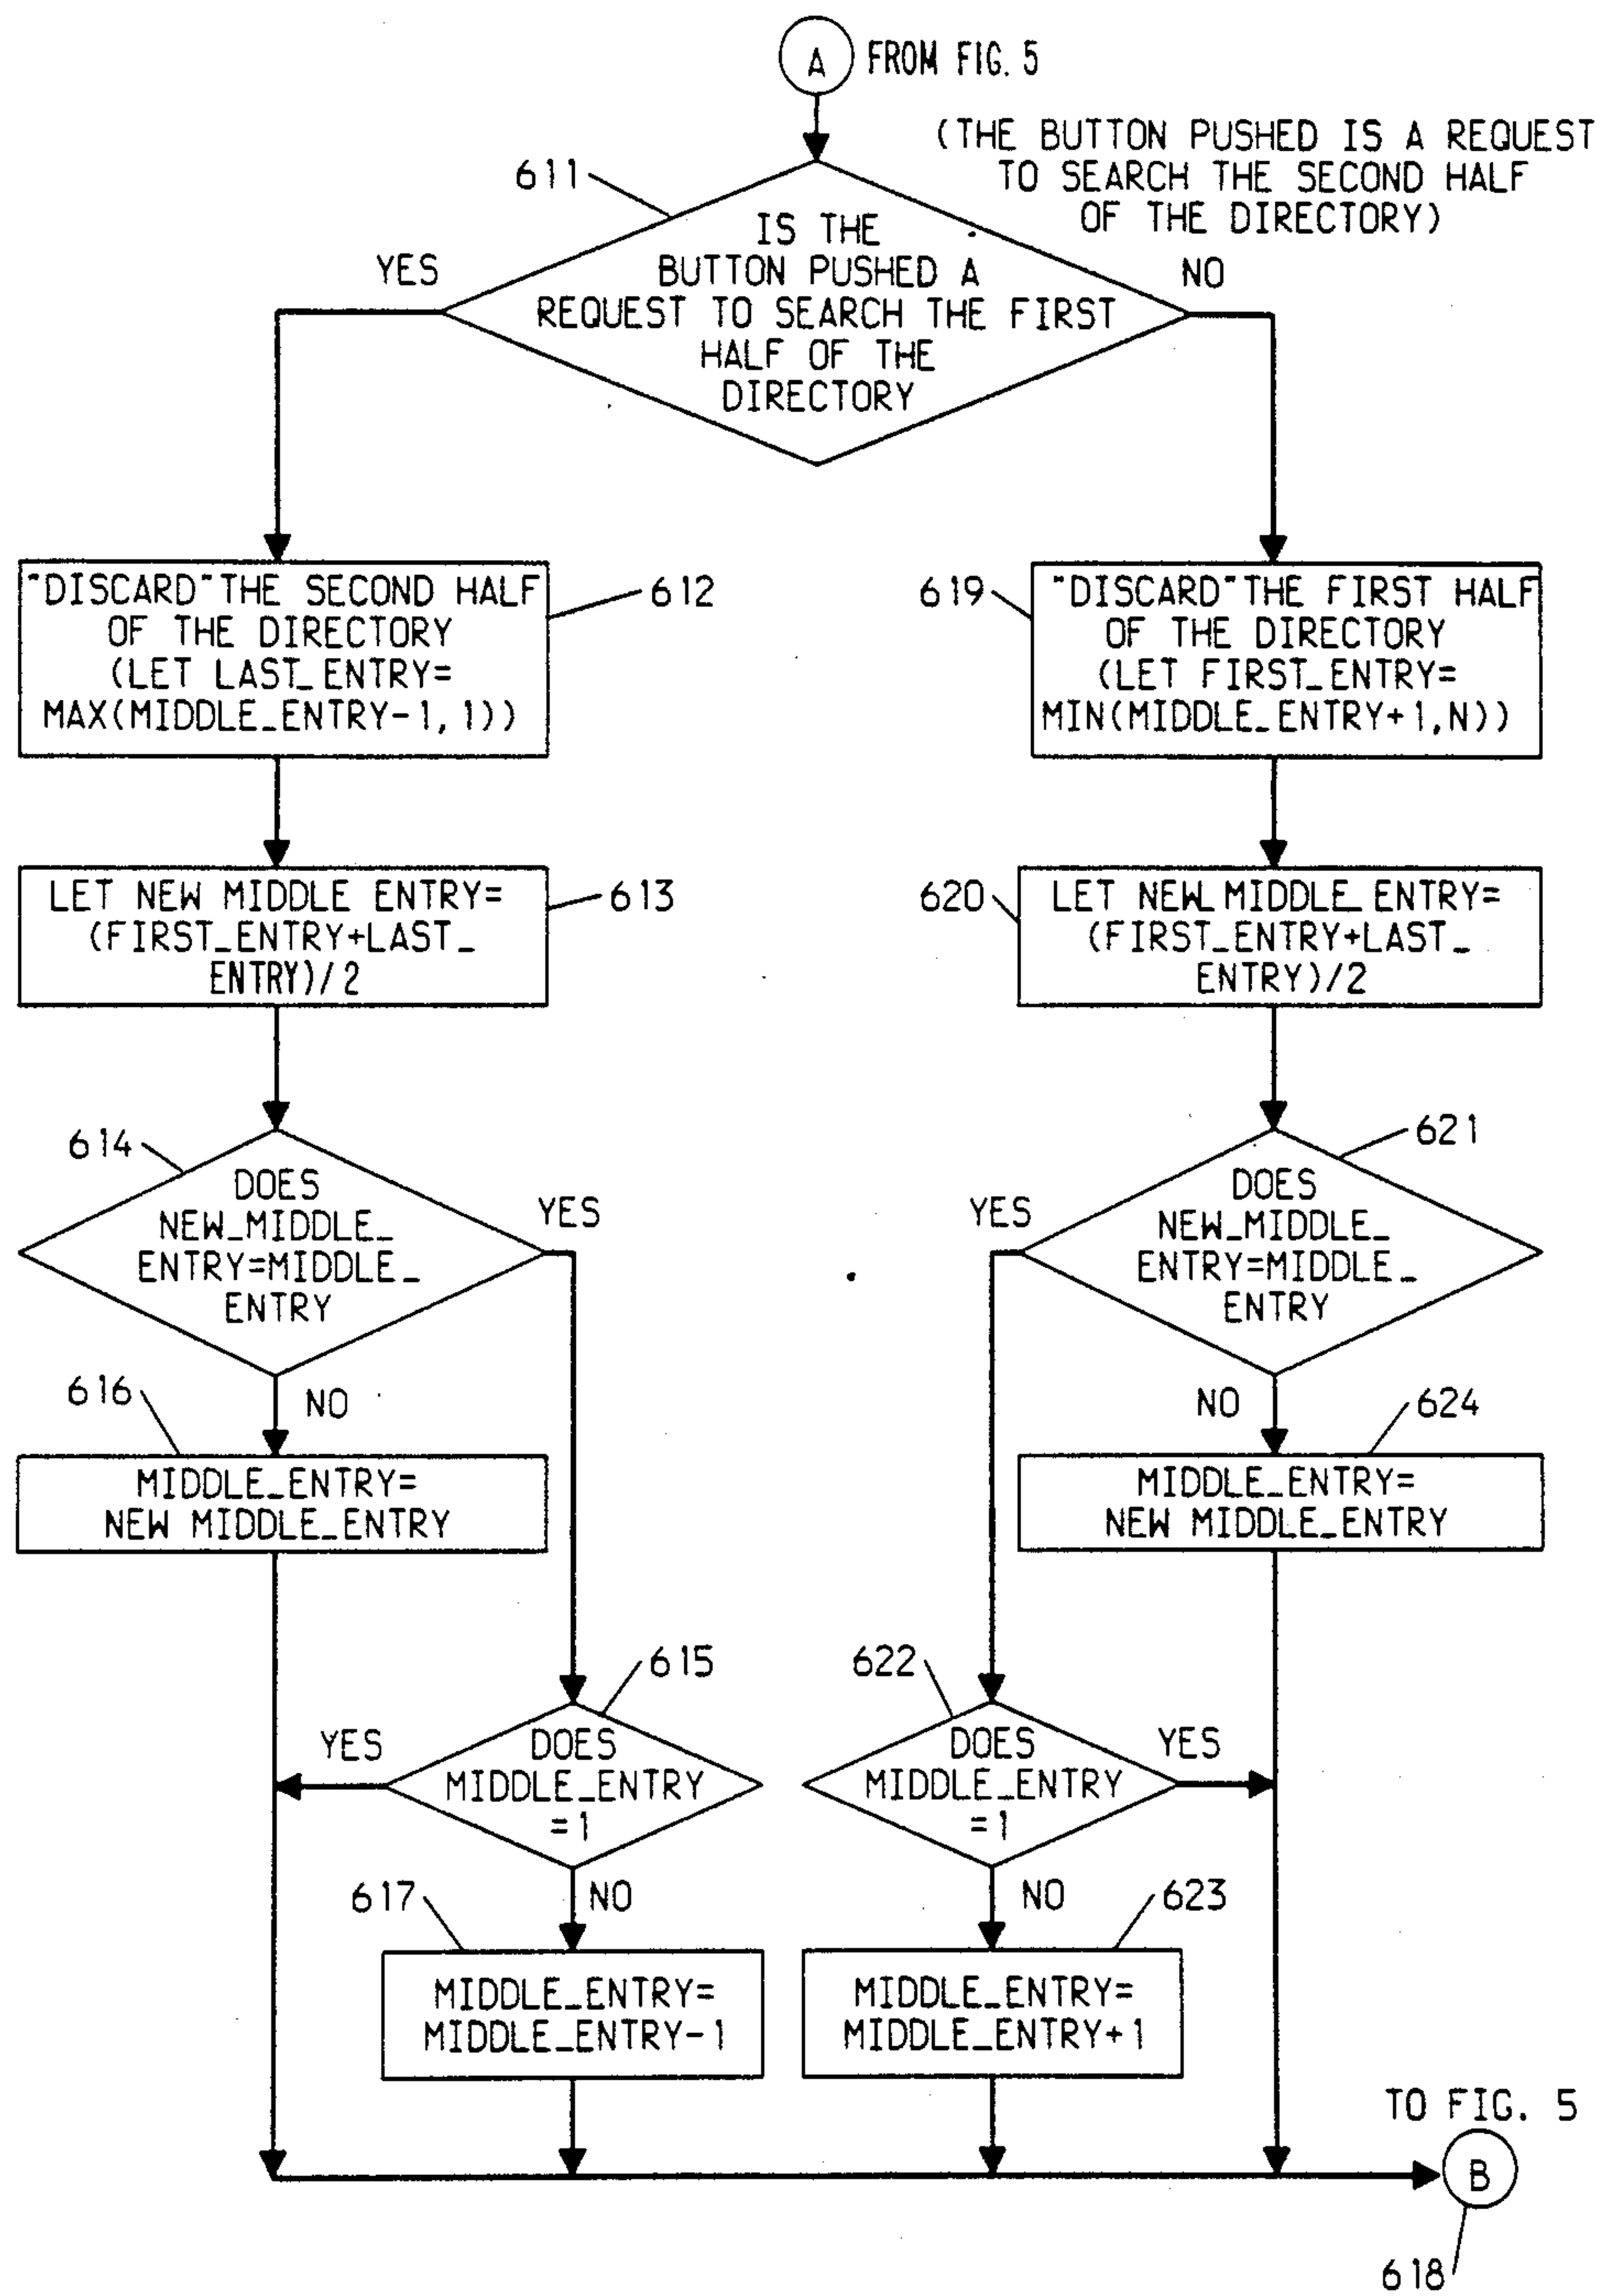 A FROM FIG. 5
(THE BUTTON PUSHED IS A REQUEST
TO SEARCH THE SECOND HALF
OF THE DIRECTORY)
611
IS THE
BUTTON PUSHED A
REQUEST TO SEARCH THE FIRST
HALF OF THE
DIRECTORY
YES
NO
"DISCARD" THE SECOND HALF
OF THE DIRECTORY
(LET LAST_ENTRY=
MAX(MIDDLE_ENTRY-1,1))
612
619
"DISCARD" THE FIRST HALF
OF THE DIRECTORY
(LET FIRST_ENTRY=
MIN(MIDDLE_ENTRY+1,N))
LET NEW MIDDLE ENTRY=
(FIRST_ENTRY+LAST_
ENTRY)/2
613
620
LET NEW_MIDDLE_ENTRY=
(FIRST_ENTRY+LAST_
ENTRY)/2
614
DOES
NEW_MIDDLE_
ENTRY=MIDDLE_
ENTRY
YES
NO
621
DOES
NEW_MIDDLE_
ENTRY=MIDDLE_
ENTRY
YES
NO
616
MIDDLE_ENTRY=
NEW MIDDLE_ENTRY
624
MIDDLE_ENTRY=
NEW MIDDLE_ENTRY
615
YES
DOES
MIDDLE_ENTRY
=1
NO
622
DOES
MIDDLE_ENTRY
=1
YES
NO
617
MIDDLE_ENTRY=
MIDDLE_ENTRY-1
623
MIDDLE_ENTRY=
MIDDLE_ENTRY+1
TO FIG. 5
B
618